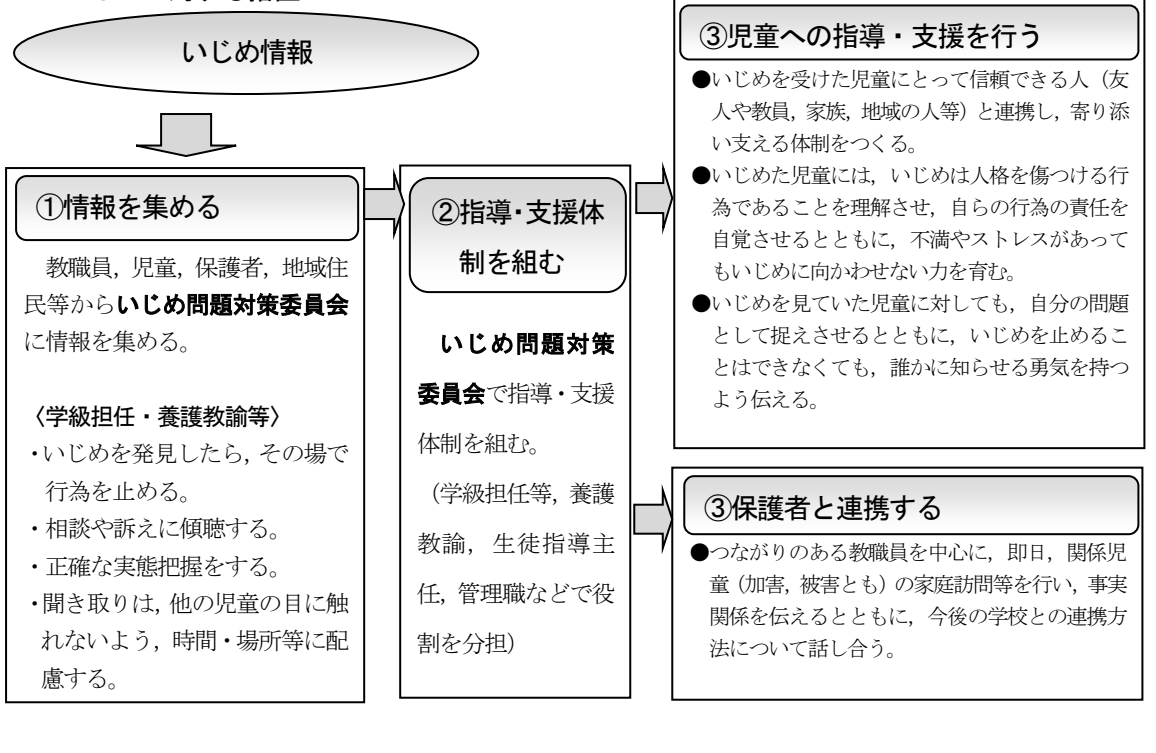 いじめ情報
①情報を集める
教職員，児童，保護者，地域住
民等からいじめ問題対策委員会
に情報を集める。
〈学級担任・養護教諭等〉
・いじめを発見したら，その場で
行為を止める。
・相談や訴えに傾聴する。
・正確な実態把握をする。
・聞き取りは，他の児童の目に触
れないよう，時間・場所等に配
慮する。
②指導・支援体
制を組む
いじめ問題対策
委員会で指導・支援
体制を組む。
（学級担任等，養護
教諭，生徒指導主
任，管理職などで役
割を分担）
③児童への指導・支援を行う
●いじめを受けた児童にとって信頼できる人（友
人や教員，家族，地域の人等）と連携し，寄り添
い支える体制をつくる。
●いじめた児童には，いじめは人格を傷つける行
為であることを理解させ，自らの行為の責任を
自覚させるとともに，不満やストレスがあって
もいじめに向かわせない力を育む。
●いじめを見ていた児童に対しても，自分の問題
として捉えさせるとともに，いじめを止めるこ
とはできなくても，誰かに知らせる勇気を持つ
よう伝える。
③保護者と連携する
●つながりのある教職員を中心に，即日，関係児
童（加害，被害とも）の家庭訪問等を行い，事実
関係を伝えるとともに，今後の学校との連携方
法について話し合う。